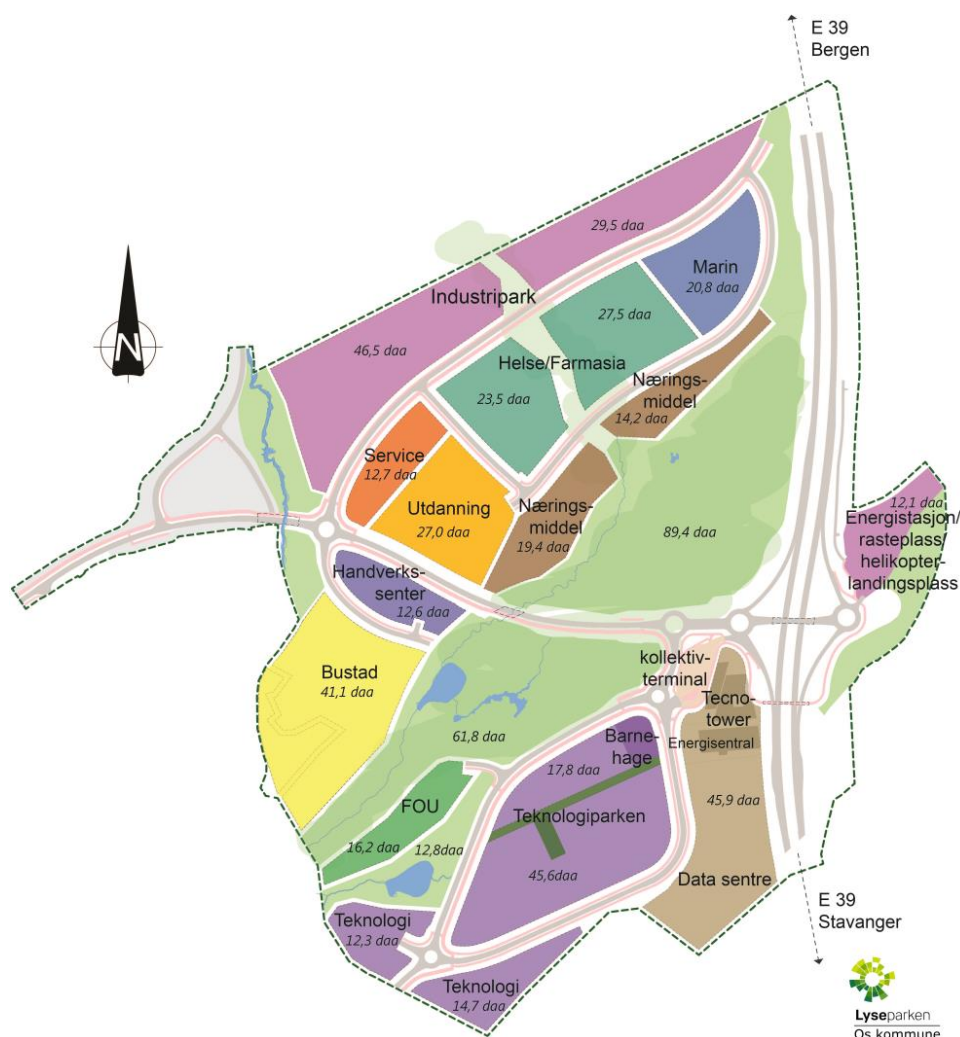 E 39
Bergen
29,5 daa
Marin
20,8 daa
Industripark
27,5 daa
46,5 daa
Helse/Farmasia
23,5 daa
Nærings-
middel
14,2 daa
N
Service
12,7 daa
Utdanning
27,0 daa
Nærings-
middel
19,4 daa
89,4 daa
12,1 daa
Energistasjon/
rasteplass/
helikopter-
landingsplass
Handverks-
senter
12,6 daa
Bustad
41,1 daa
kollektiv-
terminal
Tecno-
tower
Energisentral
61,8 daa
Barne-
hage
17,8 daa
FOU
16,2 daa
12,8daa
Teknologiparken
45,9 daa
45,6daa
Data sentre
Teknologi
12,3 daa
Teknologi
14,7 daa
E 39
Stavanger
Lyseparken
Os kommune